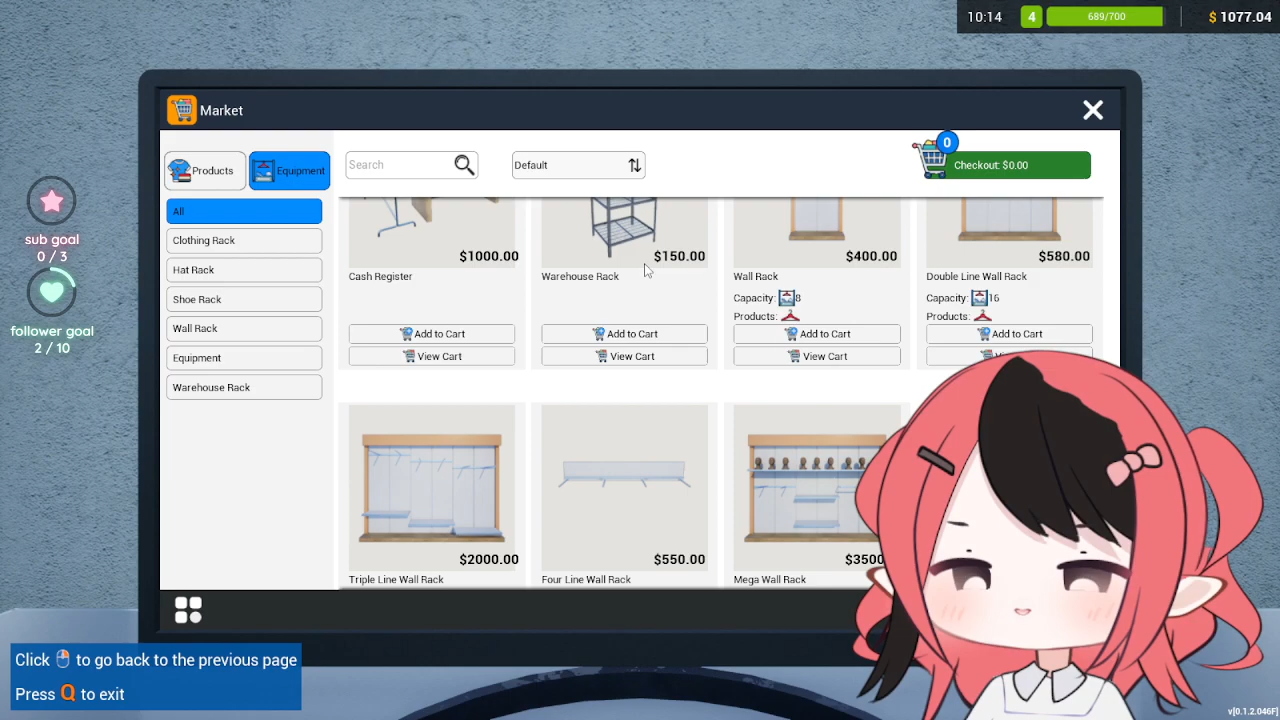 10:14
4
689/700
$ 1077.04
Market
Products
Equipment
Search
Default
0
Checkout: $0.00
All
Clothing Rack
Hat Rack
Shoe Rack
Wall Rack
Equipment
Warehouse Rack
sub goal
0 / 3
follower goal
2 / 10
$1000.00
$150.00
$400.00
$580.00
Cash Register
Warehouse Rack
Wall Rack
Double Line Wall Rack
Capacity: 8
Capacity: 16
Products:
Products:
Add to Cart
Add to Cart
Add to Cart
Add to Cart
View Cart
View Cart
View Cart
$2000.00
$550.00
$3500
Triple Line Wall Rack
Four Line Wall Rack
Mega Wall Rack
Click to go back to the previous page
Press Q to exit
v[0.1.2.046F]